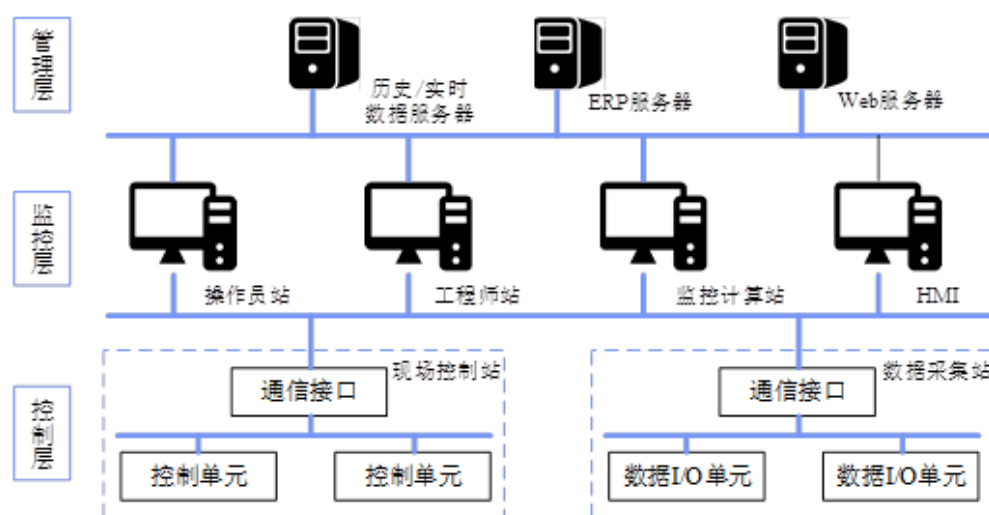 管理层
历史/实时
数据服务器
ERP服务器
Web服务器
监控层
操作员站
工程师站
监控计算站
HMI
控制层
现场控制站
通信接口
控制单元
控制单元
数据采集站
通信接口
数据I/O单元
数据I/O单元